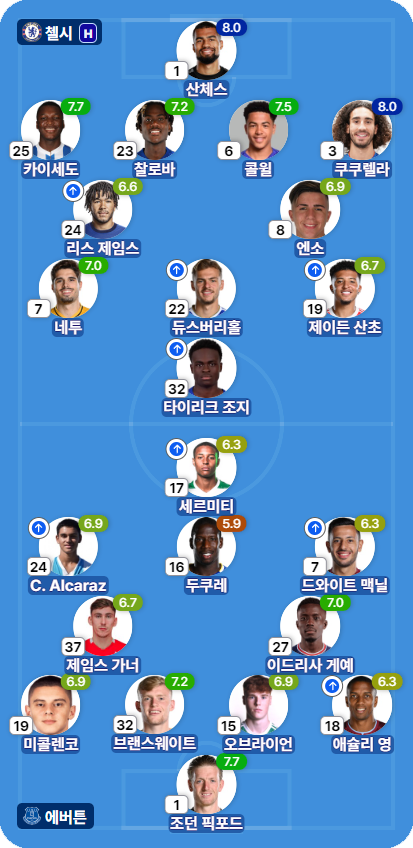 첼시 H
8.0
1
산체스
7.7 7.2 7.5 8.0
25 23 6 3
카이세도 찰로바 콜윌 쿠쿠렐라
6.6 6.9
24 8
리스 제임스 엔소
7.0 6.7
7 22 19
네투 듀스버리홀 제이든 산초
32
타이리크 조지
6.3
17
세르미티
6.9 5.9 6.3
24 16 7
C. Alcaraz 두쿠레 드와이트 맥닐
6.7 7.0
37 27
제임스 가너 이드리사 게예
6.9 7.2 6.9 6.3
19 32 15 18
미콜렌코 브랜스웨이트 오브라이언 애슐리 영
7.7
1
조던 픽포드
에버튼